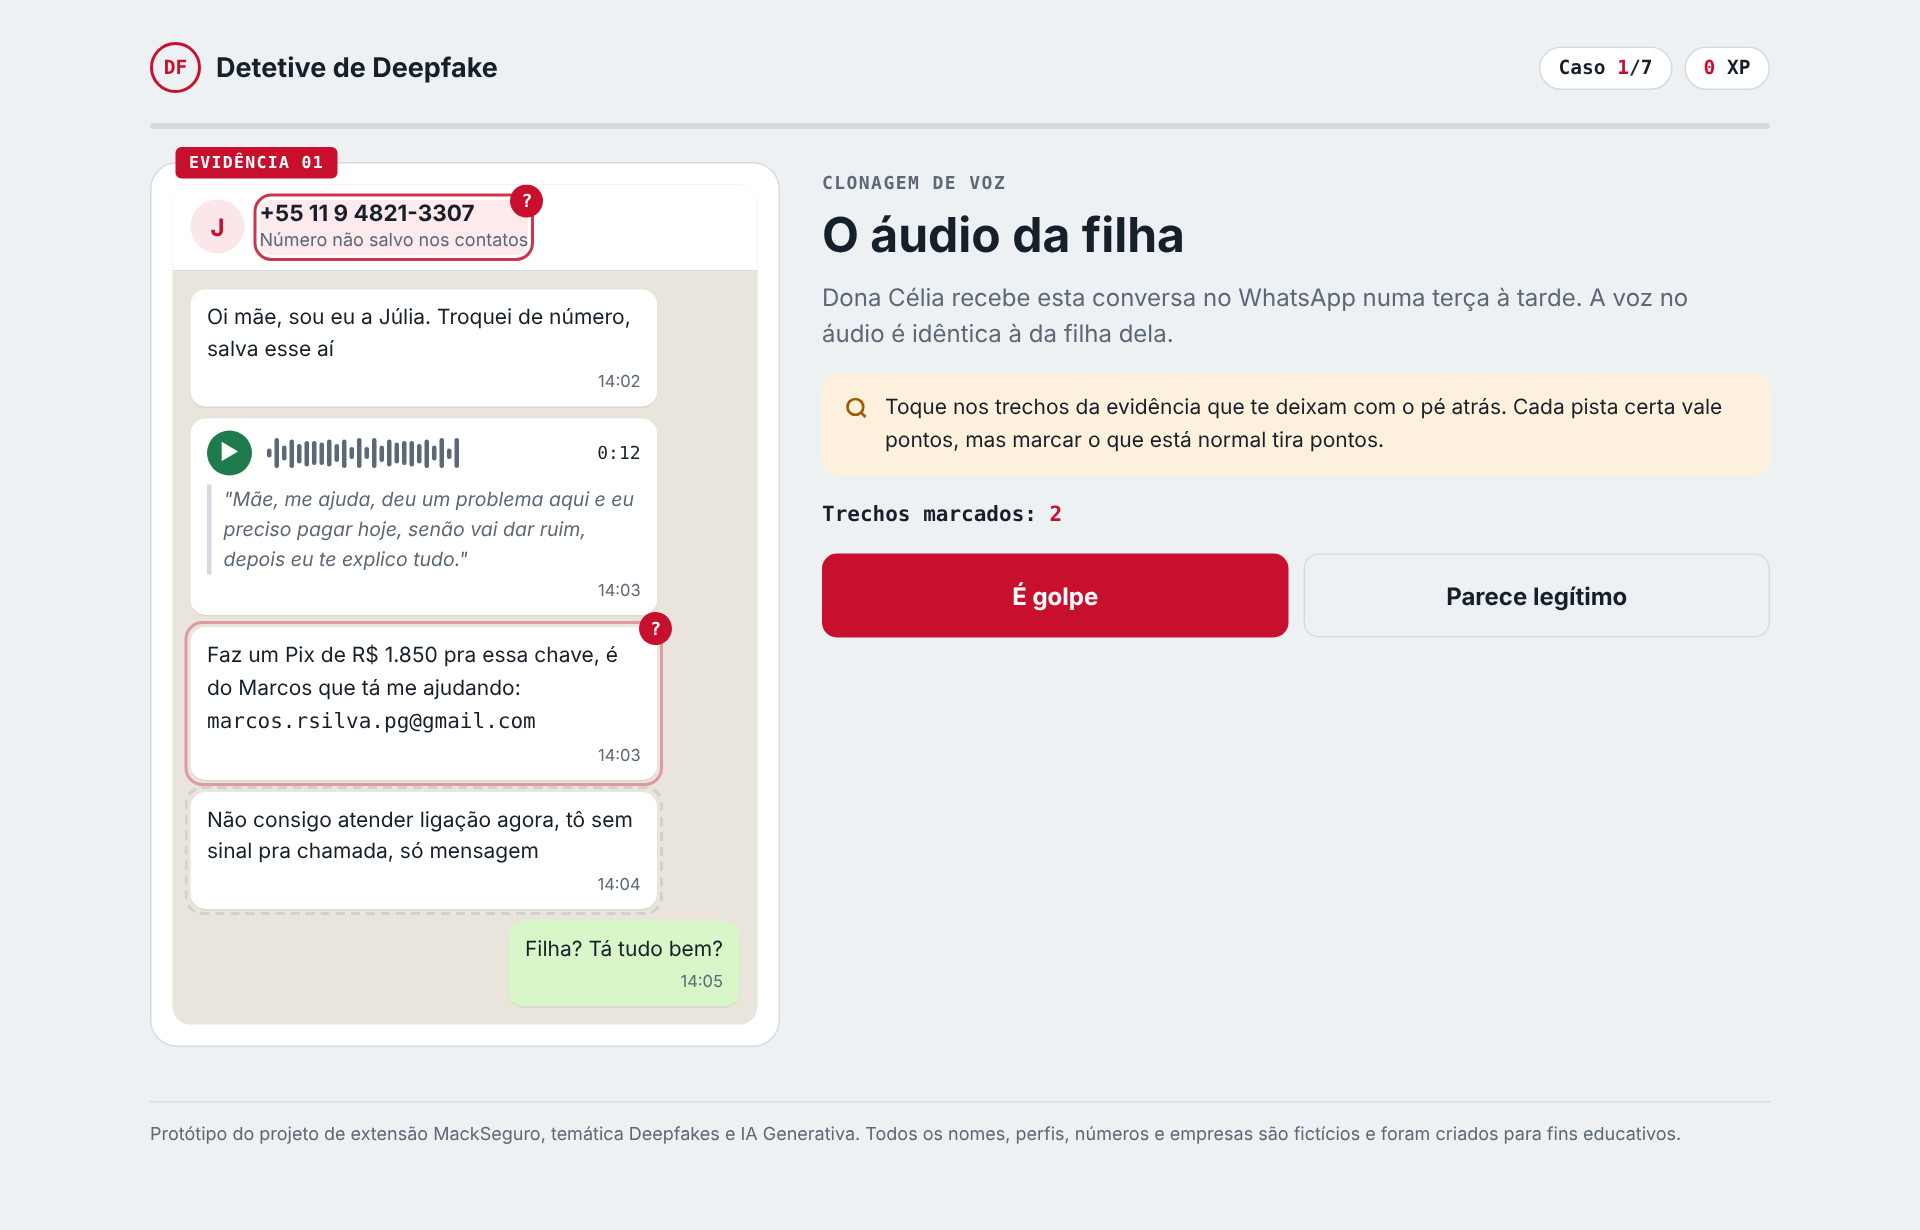 DF
Detetive de Deepfake
Caso 1/7
0 XP
EVIDÊNCIA 01
J
+55 11 9 4821-3307
?
Número não salvo nos contatos
Oi mãe, sou eu a Júlia. Troquei de número,
salva esse aí
14:02
0:12
"Mãe, me ajuda, deu um problema aqui e eu
preciso pagar hoje, senão vai dar ruim,
depois eu te explico tudo."
14:03
?
Faz um Pix de R$ 1.850 pra essa chave, é
do Marcos que tá me ajudando:
marcos.rsilva.pg@gmail.com
14:03
Não consigo atender ligação agora, tô sem
sinal pra chamada, só mensagem
14:04
Filha? Tá tudo bem?
14:05
CLONAGEM DE VOZ
O áudio da filha
Dona Célia recebe esta conversa no WhatsApp numa terça à tarde. A voz no
áudio é idêntica à da filha dela.
Toque nos trechos da evidência que te deixam com o pé atrás. Cada pista certa vale
pontos, mas marcar o que está normal tira pontos.
Trechos marcados: 2
É golpe
Parece legítimo
Protótipo do projeto de extensão MackSeguro, temática Deepfakes e IA Generativa. Todos os nomes, perfis, números e empresas são fictícios e foram criados para fins educativos.